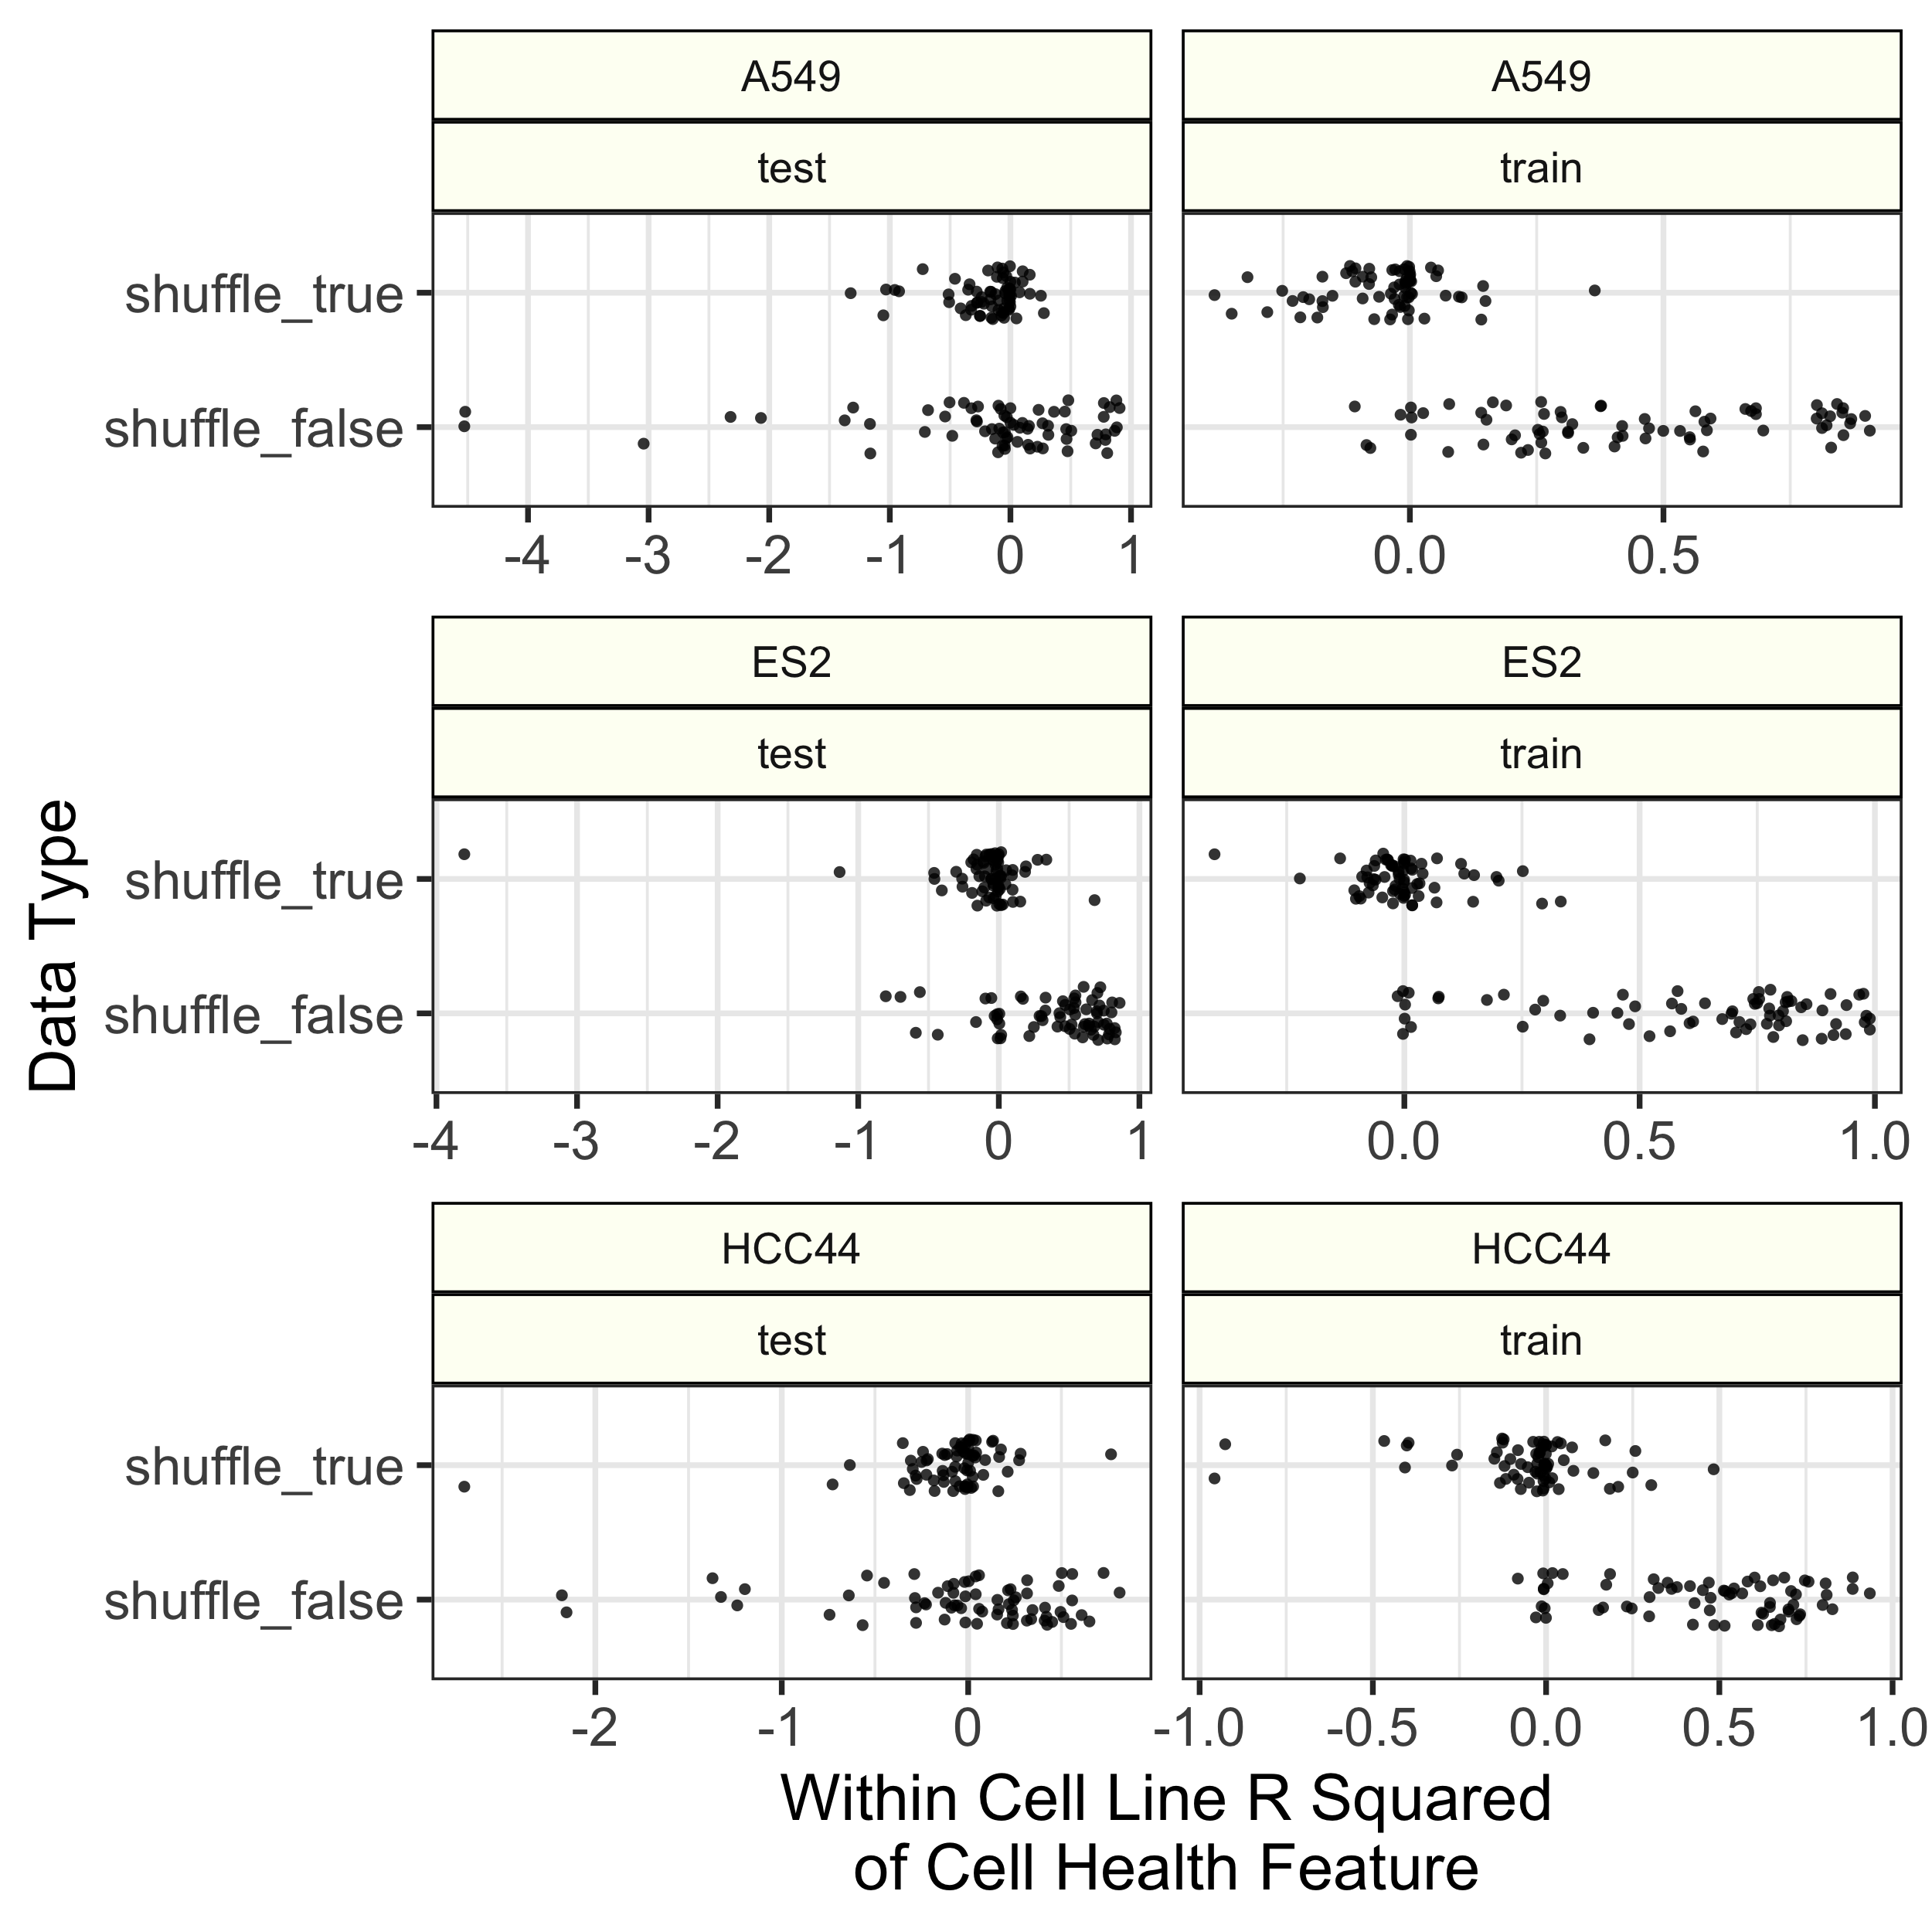 A549
A549
test
train
shuffle_true
shuffle_false
-4 -3 -2 -1 0 1
0.0 0.5
ES2
ES2
test
train
shuffle_true
shuffle_false
-4 -3 -2 -1 0 1
0.0 0.5 1.0
HCC44
HCC44
test
train
shuffle_true
shuffle_false
-2 -1 0
-1.0 -0.5 0.0 0.5 1.0
Data Type
Within Cell Line R Squared
of Cell Health Feature